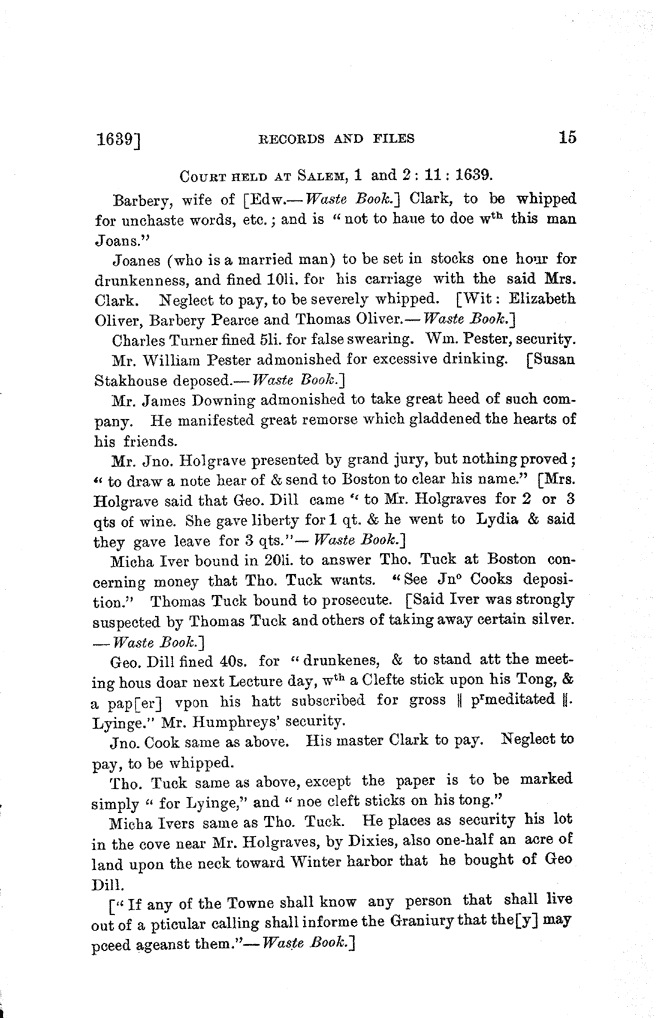 1639] RECORDS AND FILES 15
COURT HELD AT SALEM, 1 and 2 : 11 : 1639.
Barbery, wife of [Edw.—Waste Book.] Clark, to be whipped
for unchaste words, etc. ; and is “ not to haue to doe wth this man
Joans.”
Joanes (who is a married man) to be set in stocks one hour for
drunkenness, and fined 10li. for his carriage with the said Mrs.
Clark. Neglect to pay, to be severely whipped. [Wit : Elizabeth
Oliver, Barbery Pearce and Thomas Oliver.—Waste Book.]
Charles Turner fined 5li. for false swearing. Wm. Pester, security.
Mr. William Pester admonished for excessive drinking. [Susan
Stakhouse deposed.—Waste Book.]
Mr. James Downing admonished to take great heed of such com-
pany. He manifested great remorse which gladdened the hearts of
his friends.
Mr. Jno. Holgrave presented by grand jury, but nothing proved ;
“ to draw a note hear of & send to Boston to clear his name.” [Mrs.
Holgrave said that Geo. Dill came “ to Mr. Holgraves for 2 or 3
qts of wine. She gave liberty for 1 qt. & he went to Lydia & said
they gave leave for 3 qts.”—Waste Book.]
Micha Iver bound in 20li. to answer Tho. Tuck at Boston con-
cerning money that Tho. Tuck wants. “ See Jno Cooks deposi-
tion.” Thomas Tuck bound to prosecute. [Said Iver was strongly
suspected by Thomas Tuck and others of taking away certain silver.
—Waste Book.]
Geo. Dill fined 40s. for “ drunkenes, & to stand att the meet-
ing hous doar next Lecture day, wth a Clefte stick upon his Tong, &
a pap[er] vpon his hatt subscribed for gross ‖ prmeditated ‖.
Lyinge.” Mr. Humphreys’ security.
Jno. Cook same as above. His master Clark to pay. Neglect to
pay, to be whipped.
Tho. Tuck same as above, except the paper is to be marked
simply “ for Lyinge,” and “ noe cleft sticks on his tong.”
Micha Ivers same as Tho. Tuck. He places as security his lot
in the cove near Mr. Holgraves, by Dixies, also one-half an acre of
land upon the neck toward Winter harbor that he bought of Geo
Dill.
[“ If any of the Towne shall know any person that shall live
out of a pticular calling shall informe the Graniury that the[y] may
pceed ageanst them.”—Waste Book.]